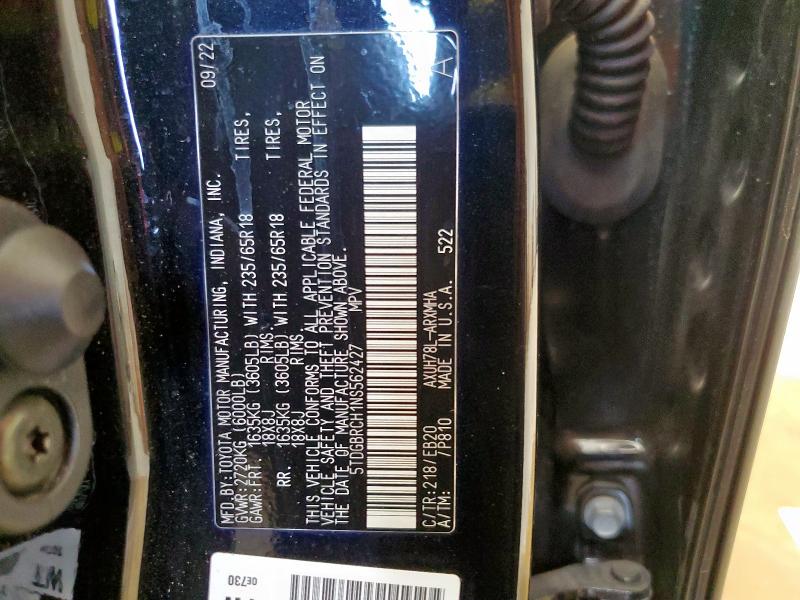 MFD.BY:TOYOTA MOTOR MANUFACTURING, INDIANA, INC. 09/22
GVWR:2720KG (6000LB)
GAWR:FRT. 1635KG (3605LB) WITH 235/65R18 TIRES,
18X8J RIMS,
RR. 1635KG (3605LB) WITH 235/65R18 TIRES,
18X8J RIMS,
THIS VEHICLE CONFORMS TO ALL APPLICABLE FEDERAL MOTOR
VEHICLE SAFETY AND THEFT PREVENTION STANDARDS IN EFFECT ON
THE DATE OF MANUFACTURE SHOWN ABOVE.
5TDGBRCH1NS562427 MPV
C/TR:218/EB20 AXUH78L-ARXMHA
A/TM: /P810 MADE IN U.S.A. 522 A
0E730
WT